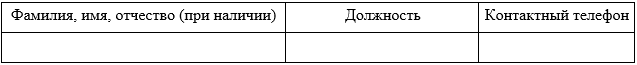 Фамилия, имя, отчество (при наличии) Должность Контактный телефон